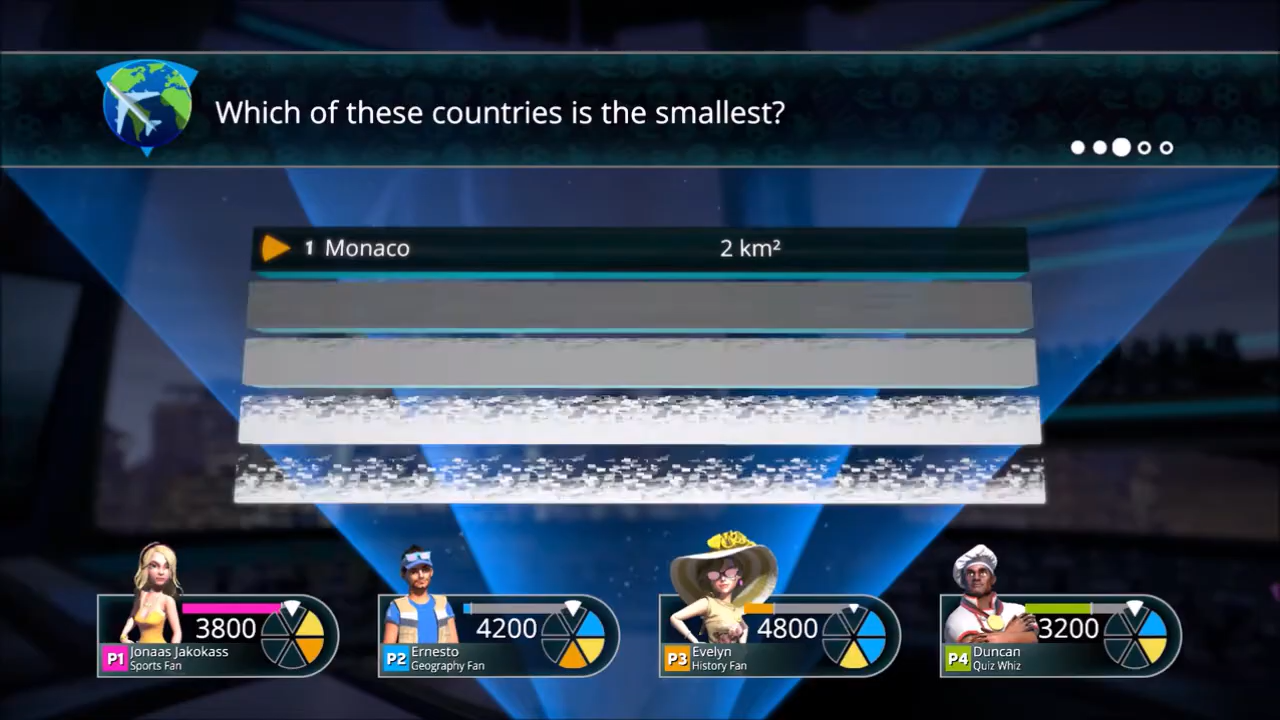 Which of these countries is the smallest?
1 Monaco 2 km²
3800
P1 Jonaas Jakokass
Sports Fan
4200
P2 Ernesto
Geography Fan
4800
P3 Evelyn
History Fan
3200
P4 Duncan
Quiz Whiz